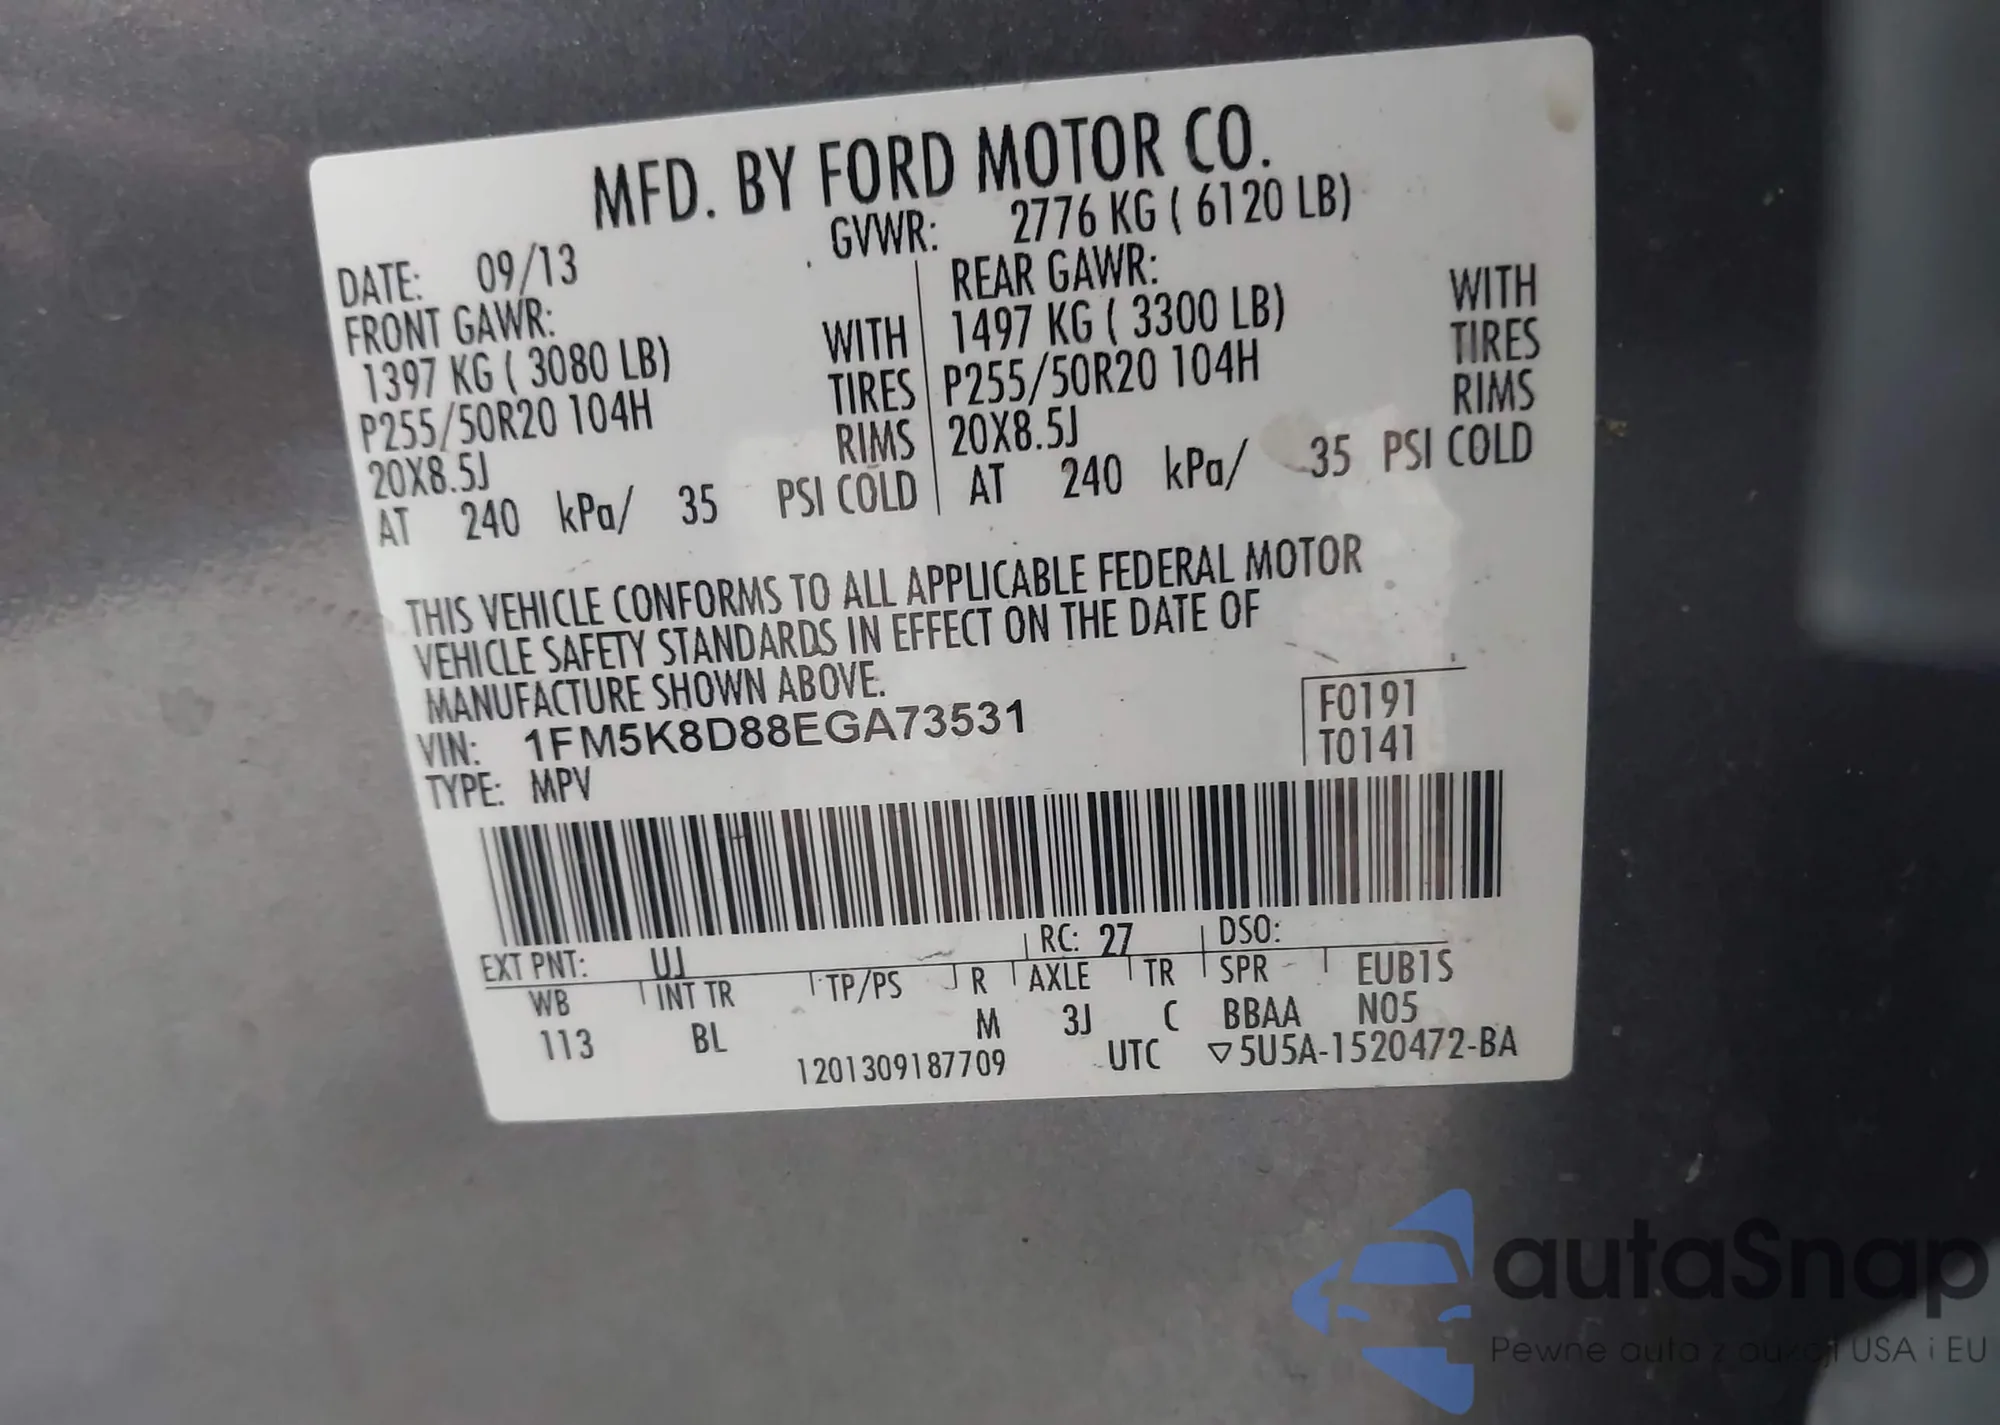 MFD. BY FORD MOTOR CO.
DATE: 09/13 GVWR: 2776 KG ( 6120 LB)
FRONT GAWR: REAR GAWR:
1397 KG ( 3080 LB) WITH 1497 KG ( 3300 LB) WITH
P255/50R20 104H TIRES P255/50R20 104H TIRES
20X8.5J RIMS 20X8.5J RIMS
AT 240 kPa/ 35 PSI COLD AT 240 kPa/ 35 PSI COLD
THIS VEHICLE CONFORMS TO ALL APPLICABLE FEDERAL MOTOR
VEHICLE SAFETY STANDARDS IN EFFECT ON THE DATE OF
MANUFACTURE SHOWN ABOVE.
VIN: 1FM5K8D88EGA73531 F0191
TYPE: MPV T0141
EXT PNT: UJ RC: 27 DSO:
WB INT TR TP/PS R AXLE TR SPR EUB1S
113 BL M 3J C BBAA N05
1201309187709 UTC ▽5U5A-1520472-BA
autaSnap
Pewne auta z aukcji USA i EU